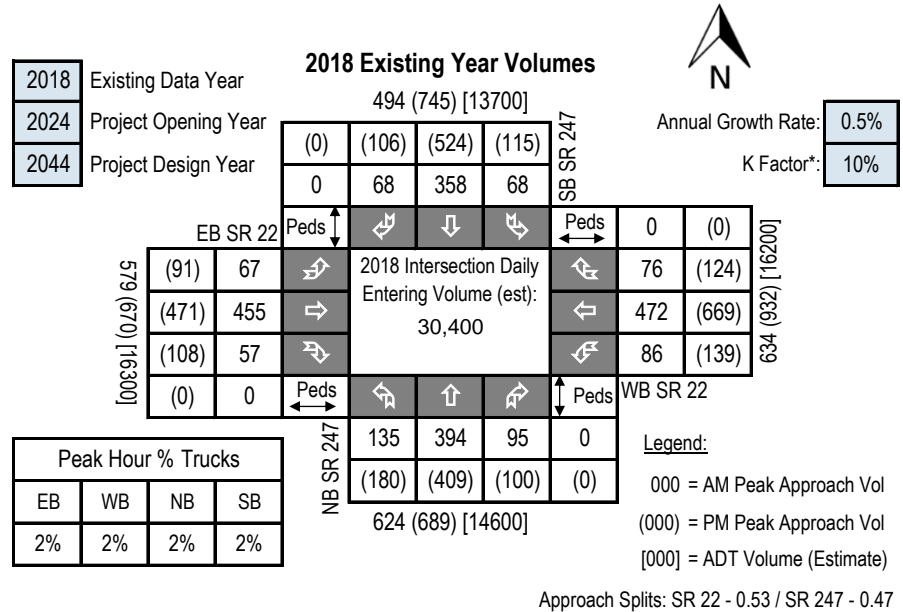 2018 Existing Year Volumes
N
2018 Existing Data Year
2024 Project Opening Year
2044 Project Design Year
494 (745) [13700]
SB SR 247
Annual Growth Rate: 0.5%
K Factor*: 10%
(0) (106) (524) (115)
0 68 358 68
EB SR 22
Peds
Peds
0 (0)
579 (670) [16300]
(91) 67
(471) 455
(108) 57
(0) 0
2018 Intersection Daily
Entering Volume (est):
30,400
76 (124)
472 (669)
86 (139)
634 (932) [16200]
Peds
Peds
WB SR 22
NB SR 247
135 394 95 0
(180) (409) (100) (0)
624 (689) [14600]
Peak Hour % Trucks
EB WB NB SB
2% 2% 2% 2%
Legend:
000 = AM Peak Approach Vol
(000) = PM Peak Approach Vol
[000] = ADT Volume (Estimate)
Approach Splits: SR 22 - 0.53 / SR 247 - 0.47